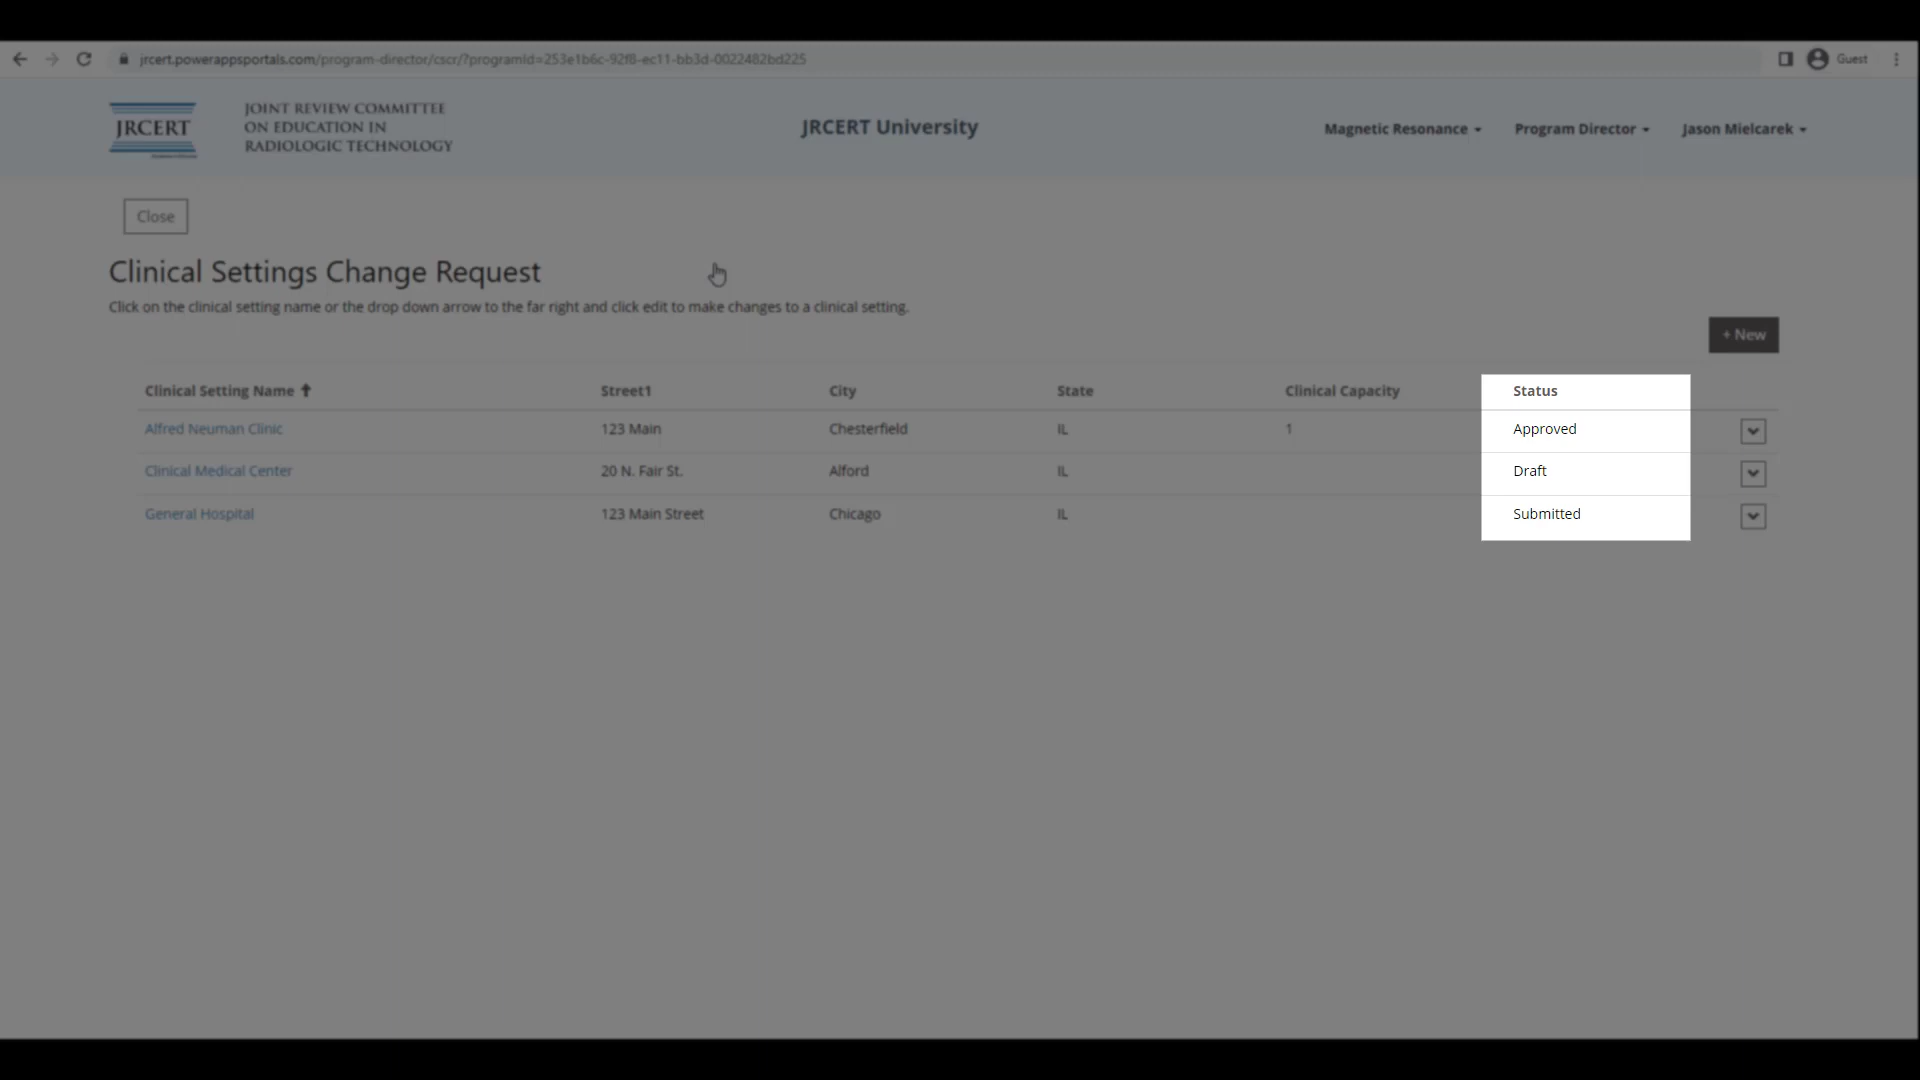 jrcert.powerappsportals.com/program-director/cscr/?programId=253e1b6c-92f8-ec11-bb3d-0022482bd225
Guest
JRCERT
JOINT REVIEW COMMITTEE
ON EDUCATION IN
RADIOLOGIC TECHNOLOGY
JRCERT University
Magnetic Resonance
Program Director
Jason Mielcarek
Close
Clinical Settings Change Request
Click on the clinical setting name or the drop down arrow to the far right and click edit to make changes to a clinical setting.
+ New
Clinical Setting Name Street1 City State Clinical Capacity Status
Alfred Neuman Clinic 123 Main Chesterfield IL 1 Approved
Clinical Medical Center 20 N. Fair St. Alford IL Draft
General Hospital 123 Main Street Chicago IL Submitted